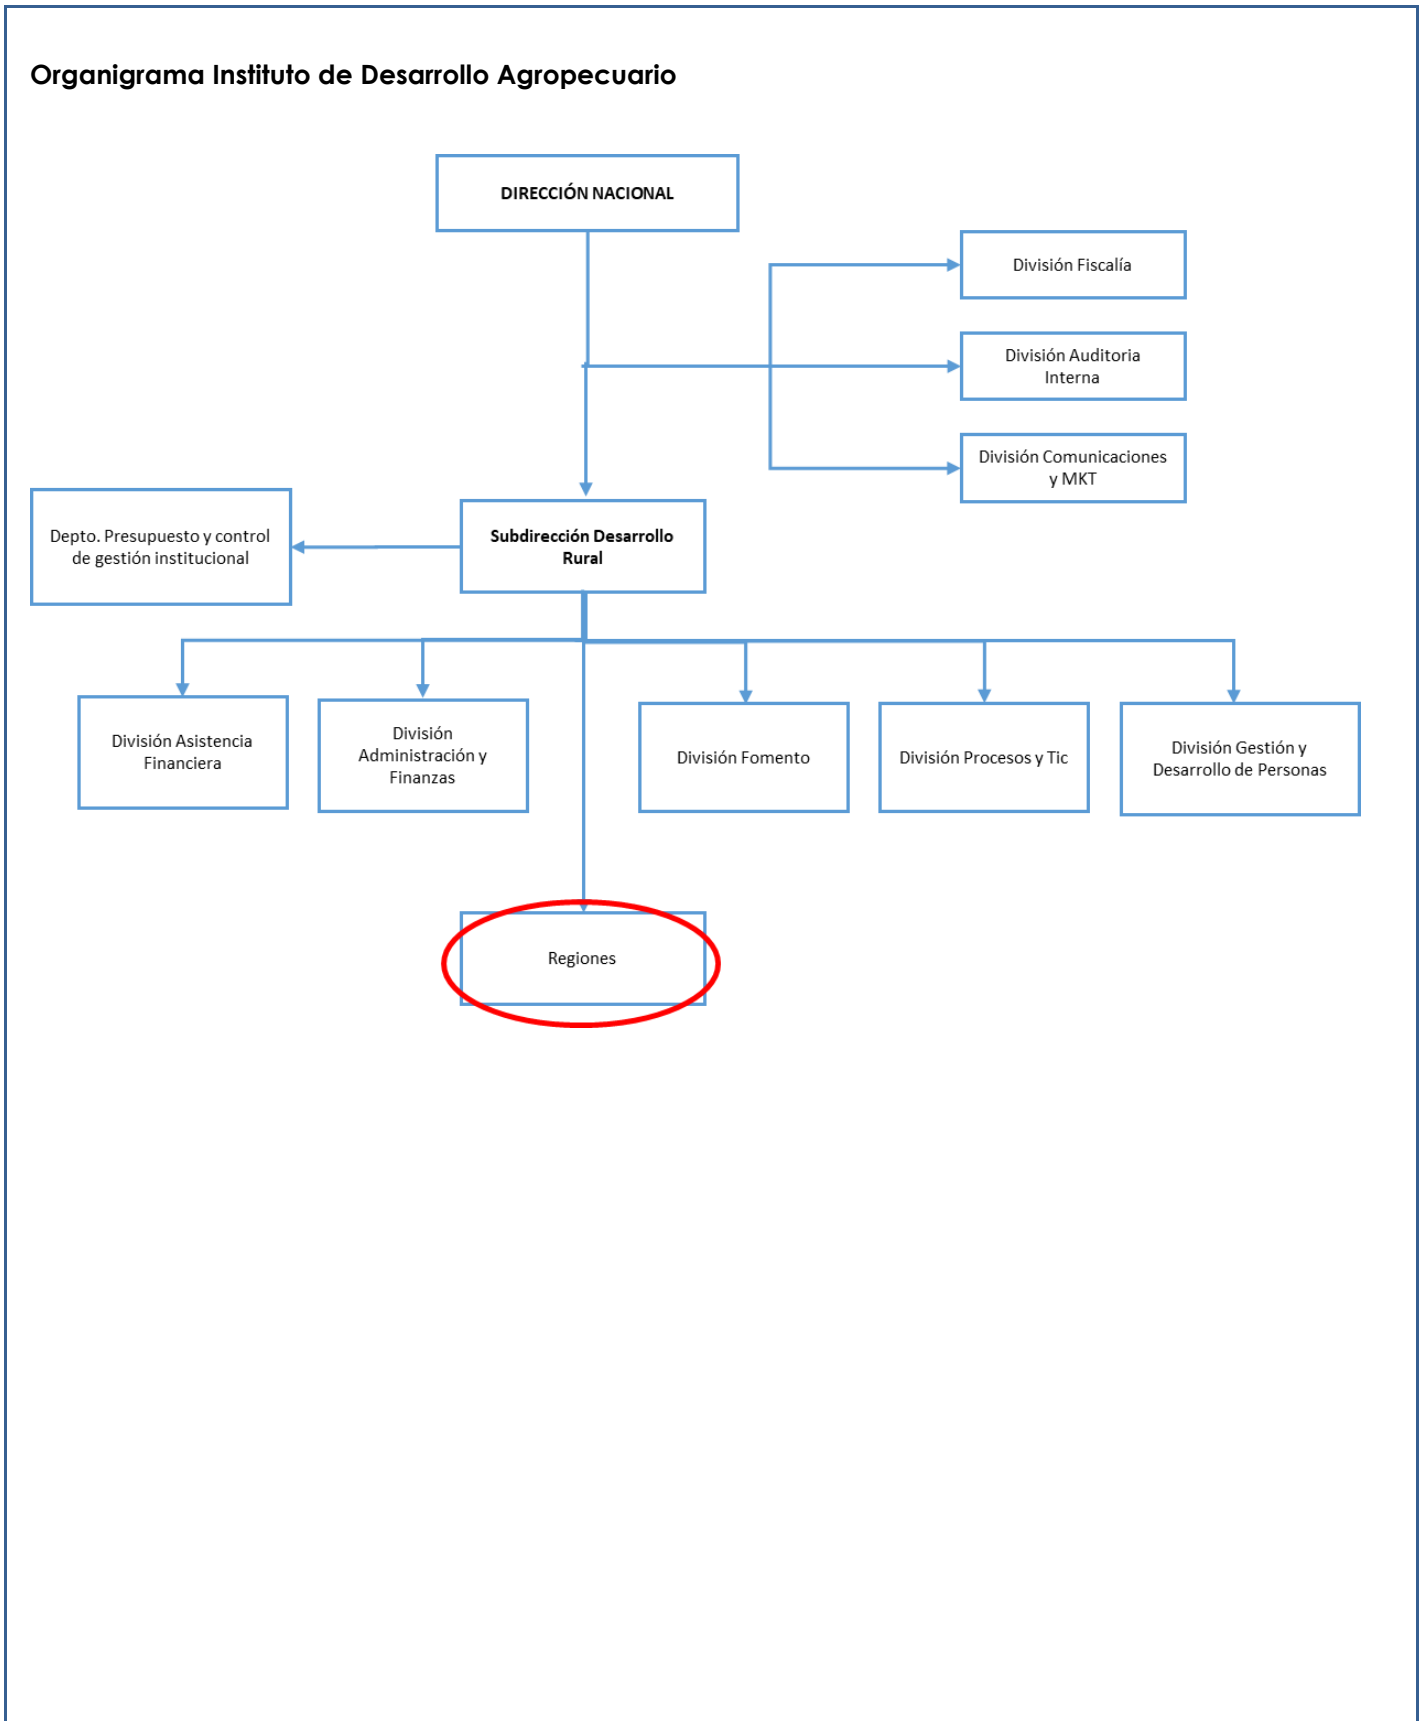 Organigrama Instituto de Desarrollo Agropecuario
DIRECCIÓN NACIONAL
División Fiscalía
División Auditoria
Interna
División Comunicaciones
y MKT
Depto. Presupuesto y control
de gestión institucional
Subdirección Desarrollo
Rural
División Asistencia
Financiera
División
Administración y
Finanzas
División Fomento
División Procesos y Tic
División Gestión y
Desarrollo de Personas
Regiones